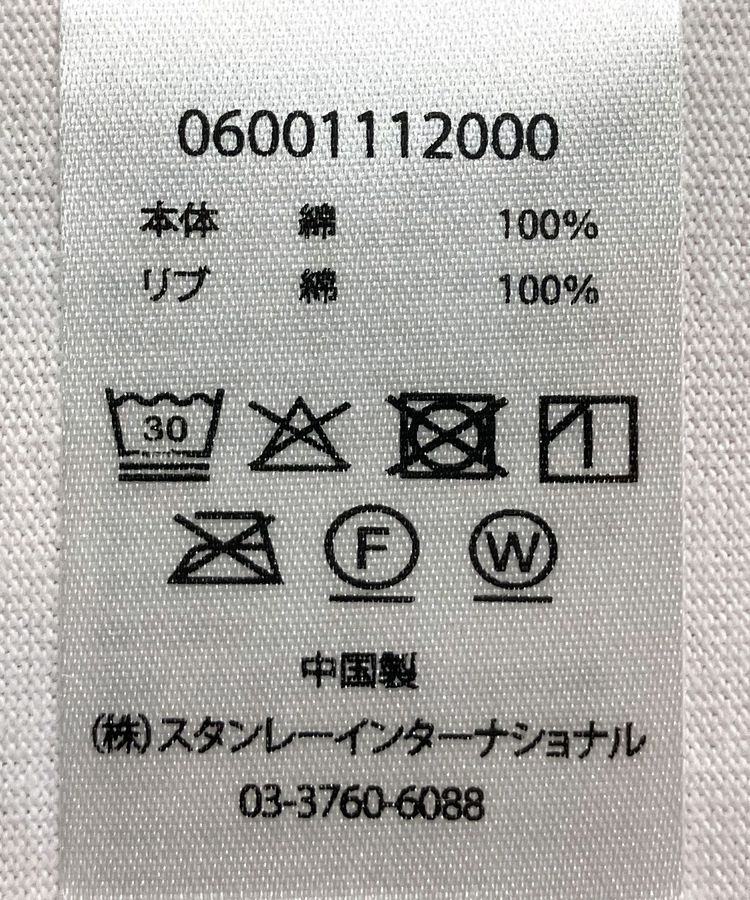 06001112000
本体 綿 100%
リブ 綿 100%
30
F W
中国製
(株)スタンレーインターナショナル
03-3760-6088